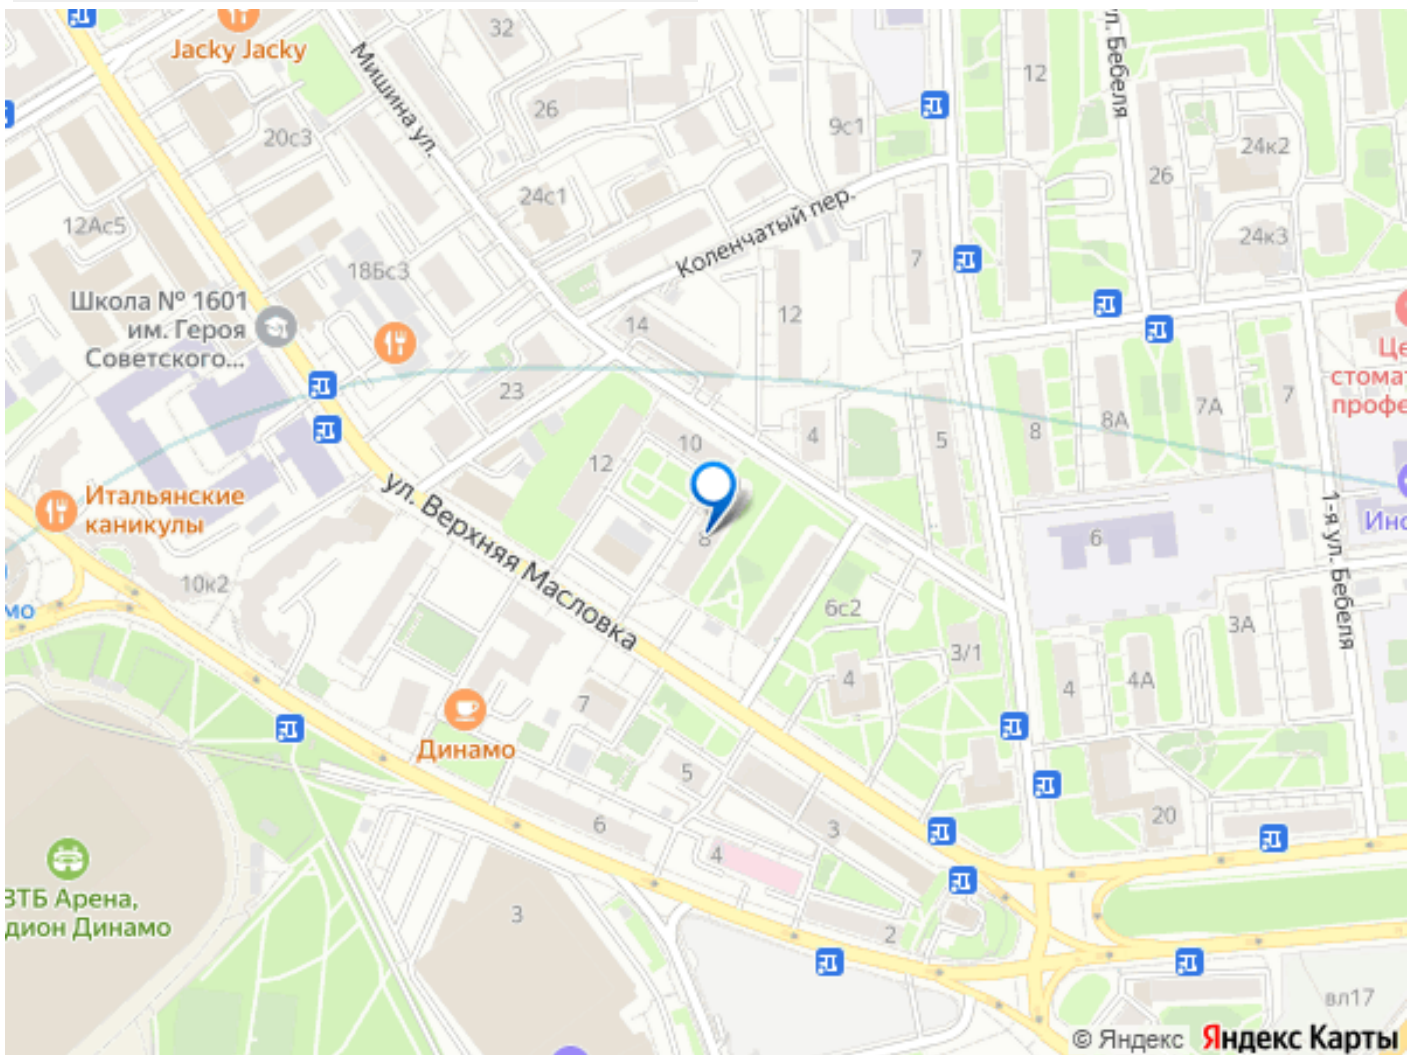 Jacky Jacky
32
Мишина ул.
ул. Бебеля
12
26
9с1
20с3
24к2
26
24с1
Коленчатый пер.
12Ас5
24к3
7
18Бс3
Школа № 1601
им. Героя
Советского...
14
12
Це
стомат
профе
23
7
7А
8А
8
5
4
10
12
Итальянские
каникулы
ул. Верхняя Масловка
1-я ул. Бебеля
Инс
8
6
10к2
мо
6с2
3А
3/1
4
4
4А
7
Динамо
5
6
3
20
4
ВТБ Арена,
дион Динамо
3
2
вл17
© Яндекс Яндекс Карты